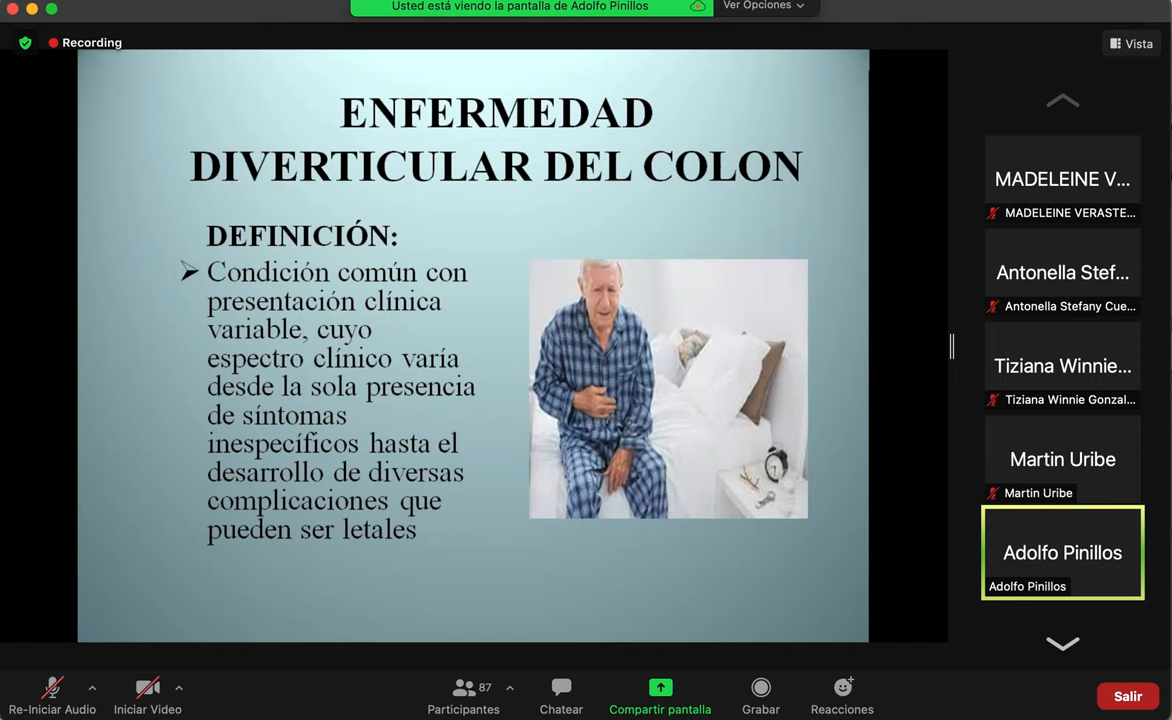 Usted está viendo la pantalla de Adolfo Pinillos
Ver Opciones
Recording
Vista
ENFERMEDAD
DIVERTICULAR DEL COLON
DEFINICIÓN:
➢ Condición común con
presentación clínica
variable, cuyo
espectro clínico varía
desde la sola presencia
de síntomas
inespecíficos hasta el
desarrollo de diversas
complicaciones que
pueden ser letales
MADELEINE V...
MADELEINE VERASTE...
Antonella Stef...
Antonella Stefany Cue...
Tiziana Winnie...
Tiziana Winnie Gonzal...
Martin Uribe
Martin Uribe
Adolfo Pinillos
Adolfo Pinillos
Re-Iniciar Audio
Iniciar Video
87
Participantes
Chatear
Compartir pantalla
Grabar
Reacciones
Salir